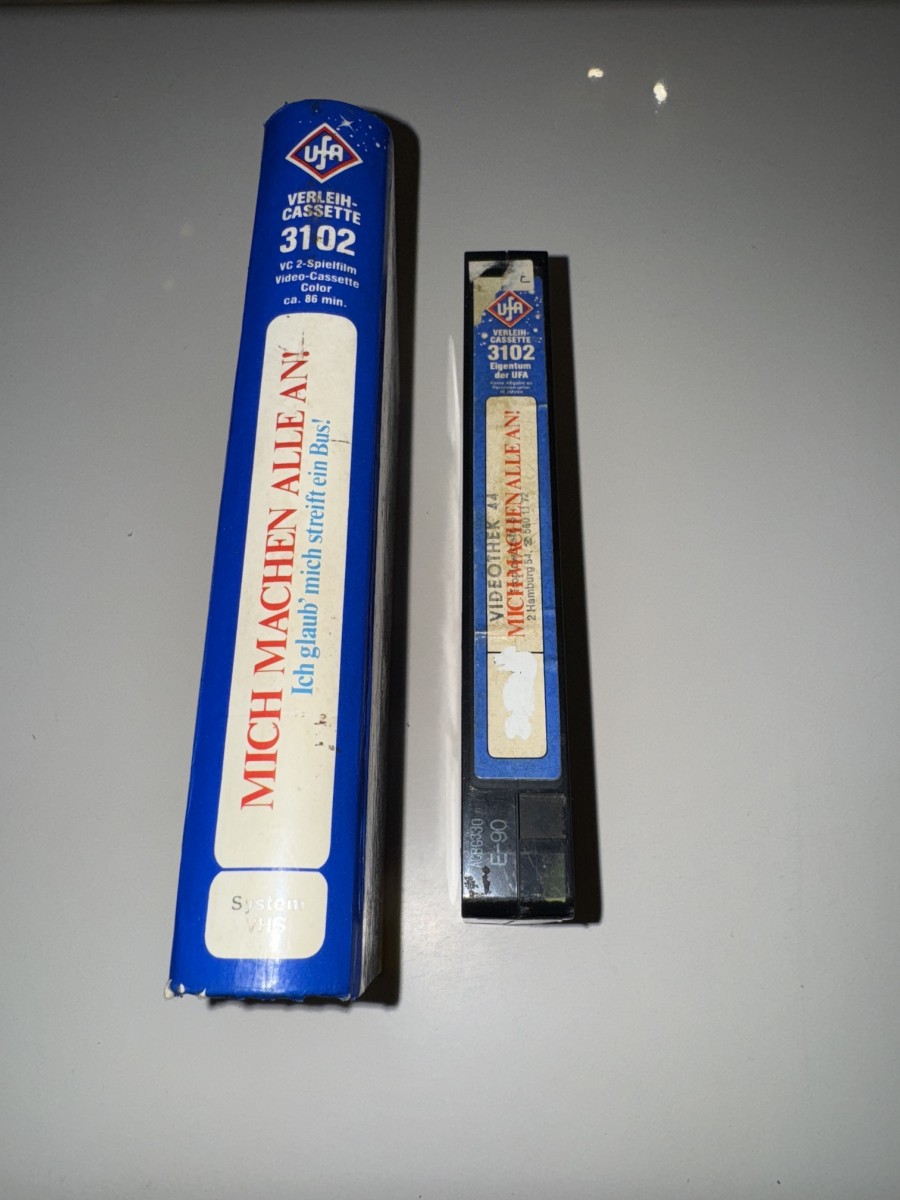 UFA
VERLEIH-
CASSETTE
3102
VC 2-Spielfilm
Video-Cassette
Color
ca. 86 min.
MICH MACHEN ALLE AN!
Ich glaub’ mich streift ein Bus!
System
VHS
UFA
VERLEIH-
CASSETTE
3102
Eigentum
der UFA
MICH MACHEN ALLE AN!
VIDEOTHEK 44
2 Hamburg 54,
ACBG330
E-90